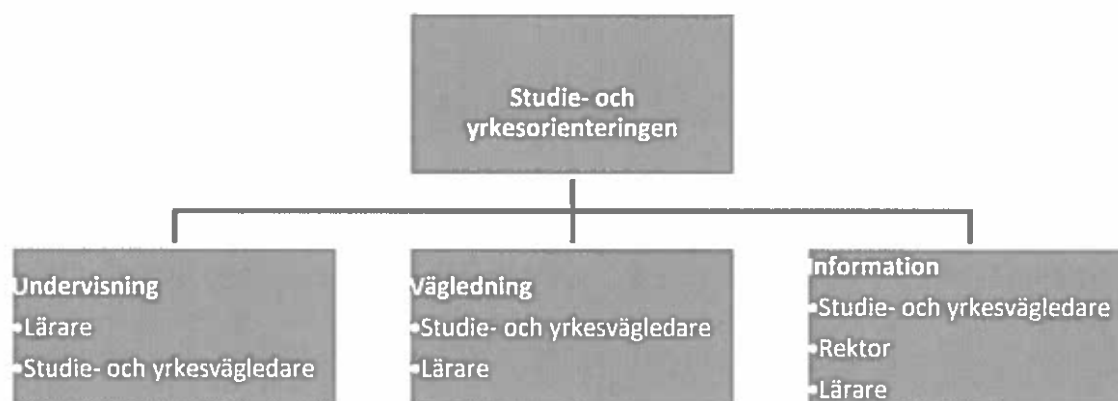 Studie- och
yrkesorienteringen
Undervisning
•Lärare
•Studie- och yrkesvägledare
Vägledning
•Studie- och yrkesvägledare
•Lärare
Information
•Studie- och yrkesvägledare
•Rektor
•Lärare